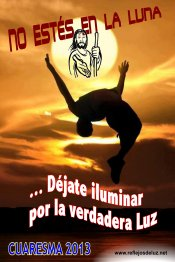 NO ESTÉS EN LA LUNA
... Déjate iluminar
por la verdadera Luz
CUARESMA 2013
www.reflejosdeluz.net